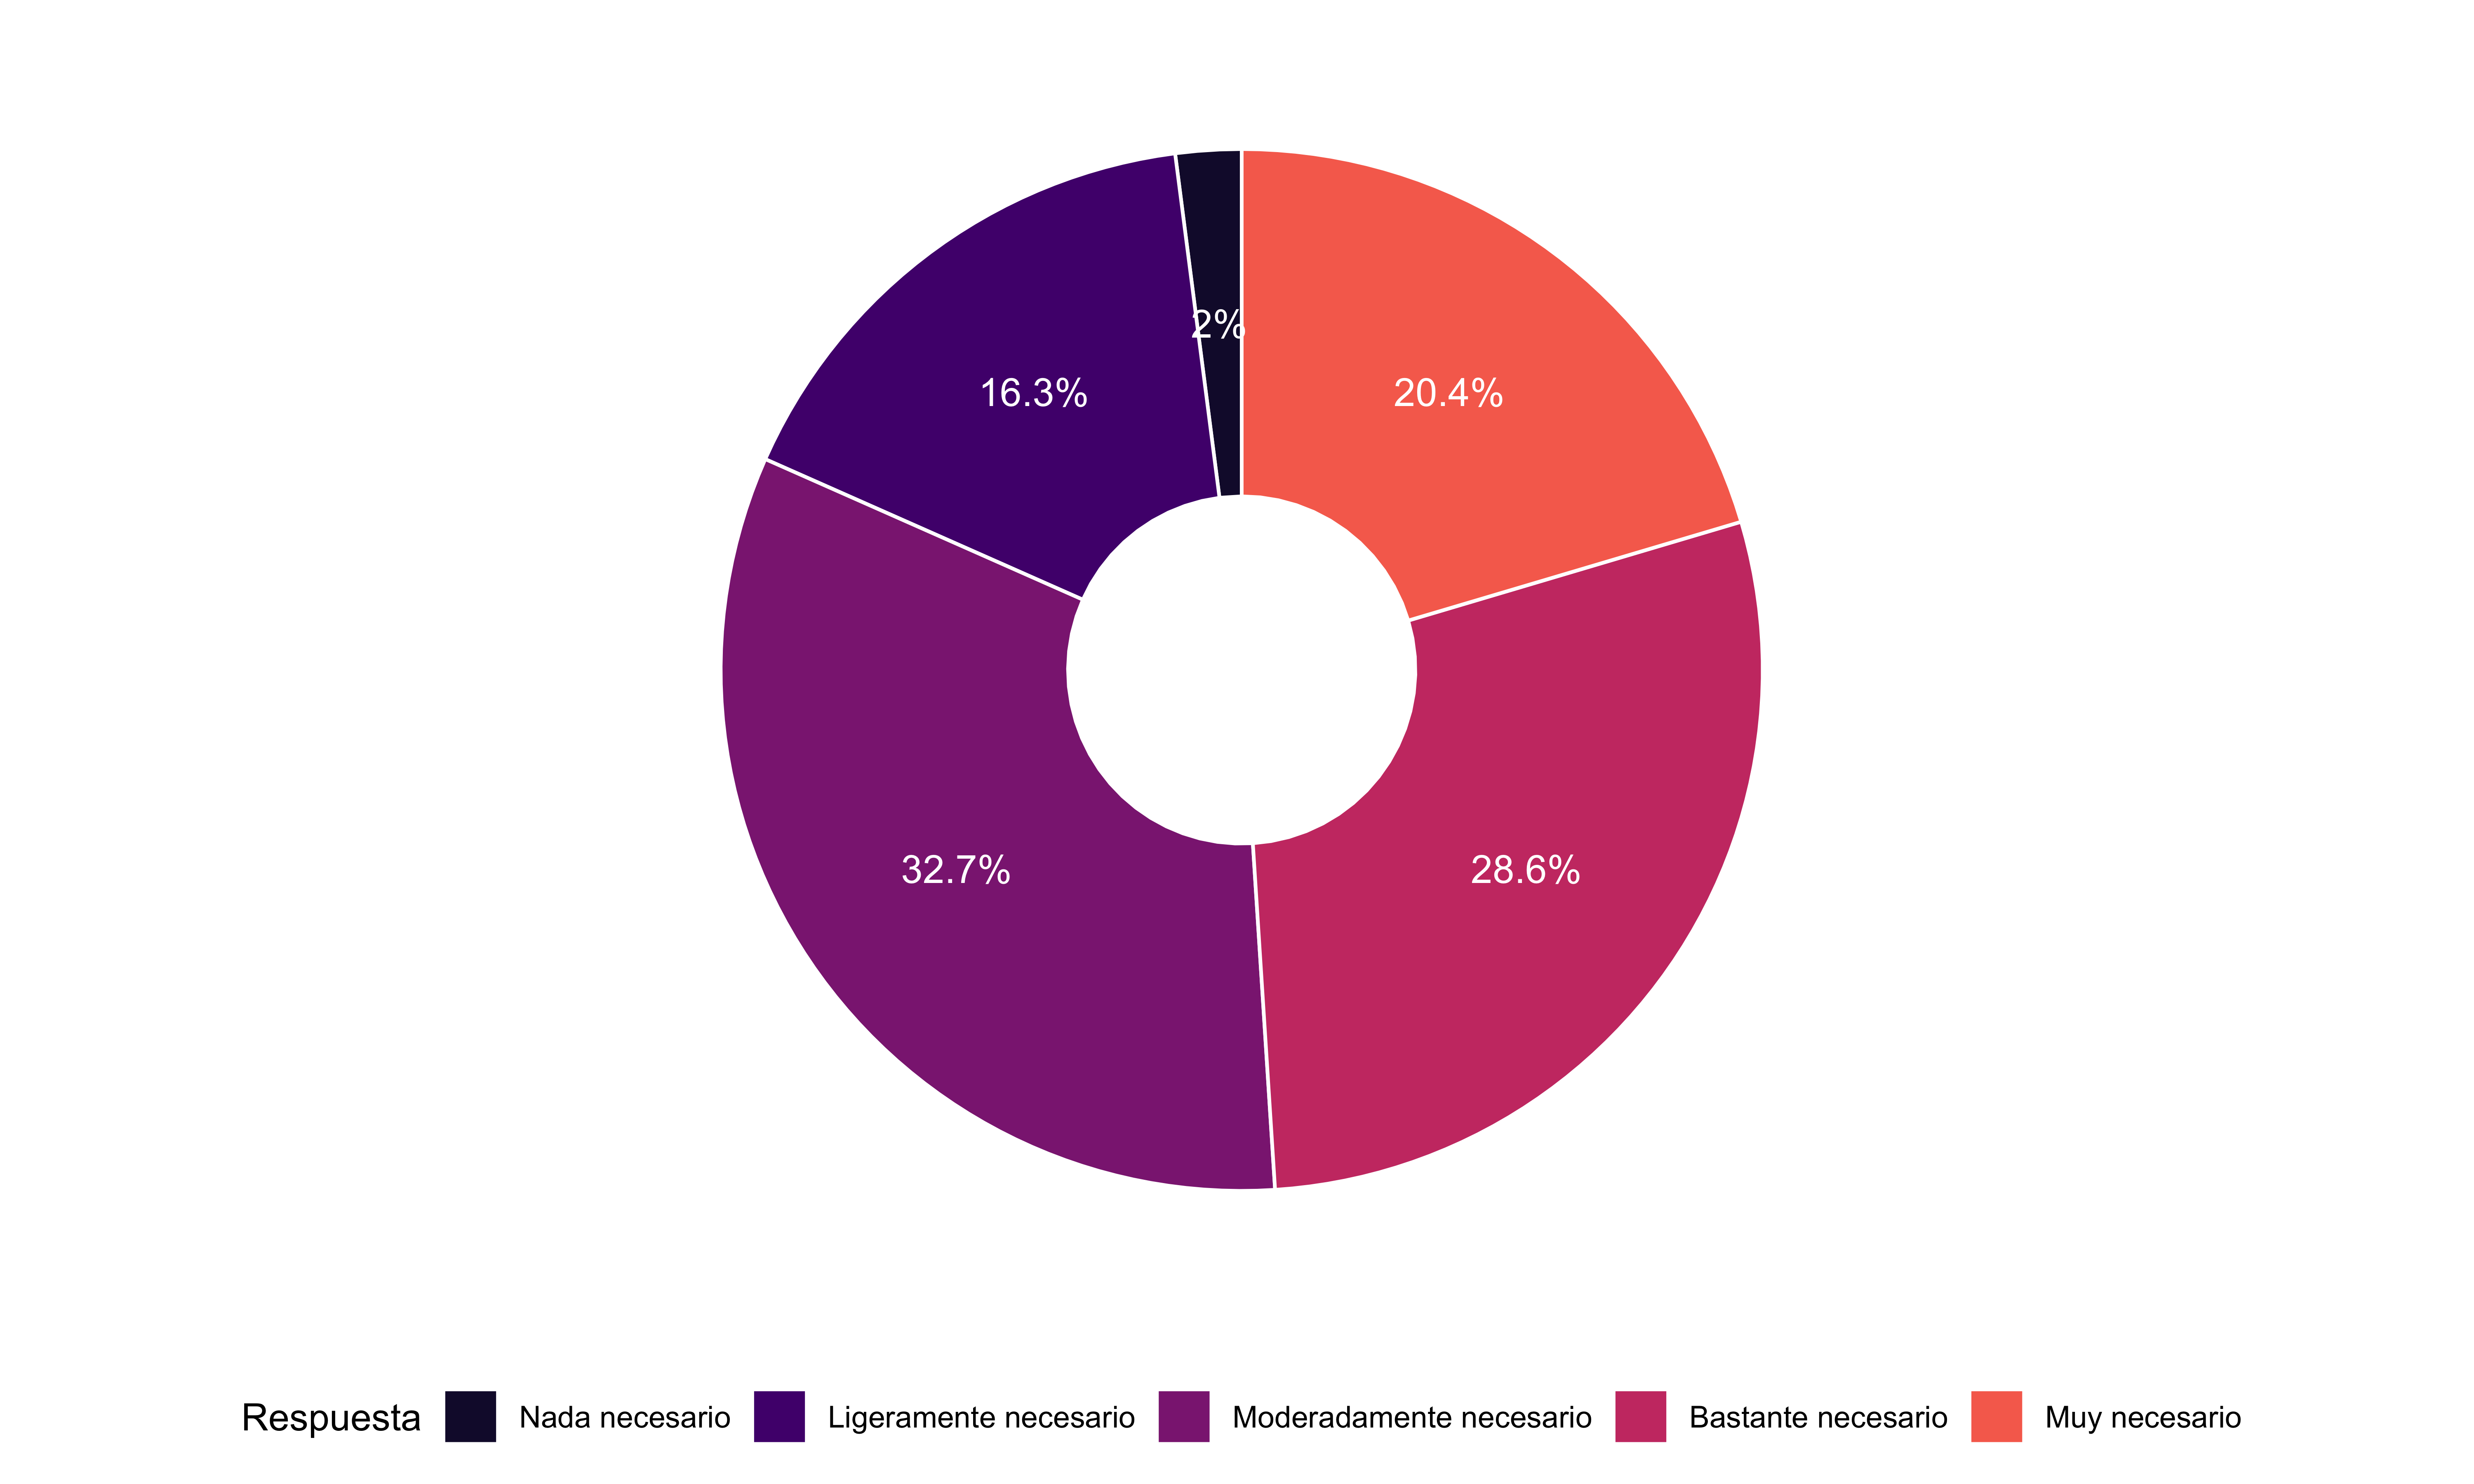 2%
16.3%
20.4%
32.7%
28.6%
Respuesta
Nada necesario
Ligeramente necesario
Moderadamente necesario
Bastante necesario
Muy necesario